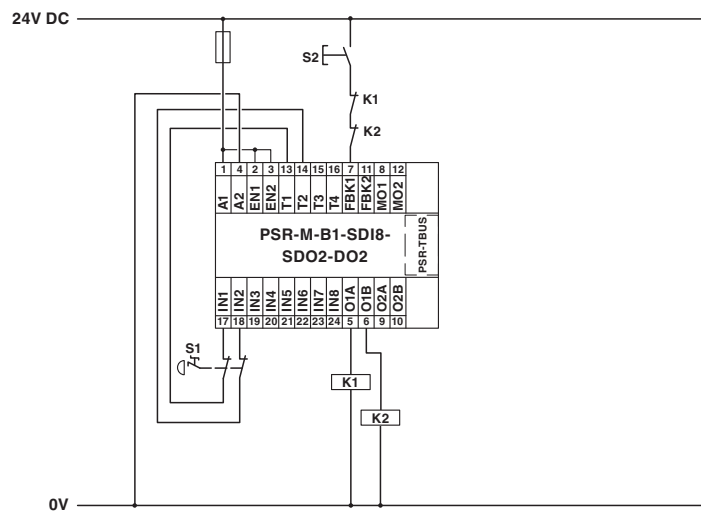 24V DC
S2
K1
K2
1 4 2 3 13 14 15 16 7 11 8 12
A1 A2 EN1 EN2 T1 T2 T3 T4 FBK1 FBK2 MO1 MO2
PSR-M-B1-SDI8-
SDO2-DO2
PSR-TBUS
IN1 IN2 IN3 IN4 IN5 IN6 IN7 IN8 O1A O1B O2A O2B
17 18 19 20 21 22 23 24 5 6 9 10
S1
K1
K2
0V